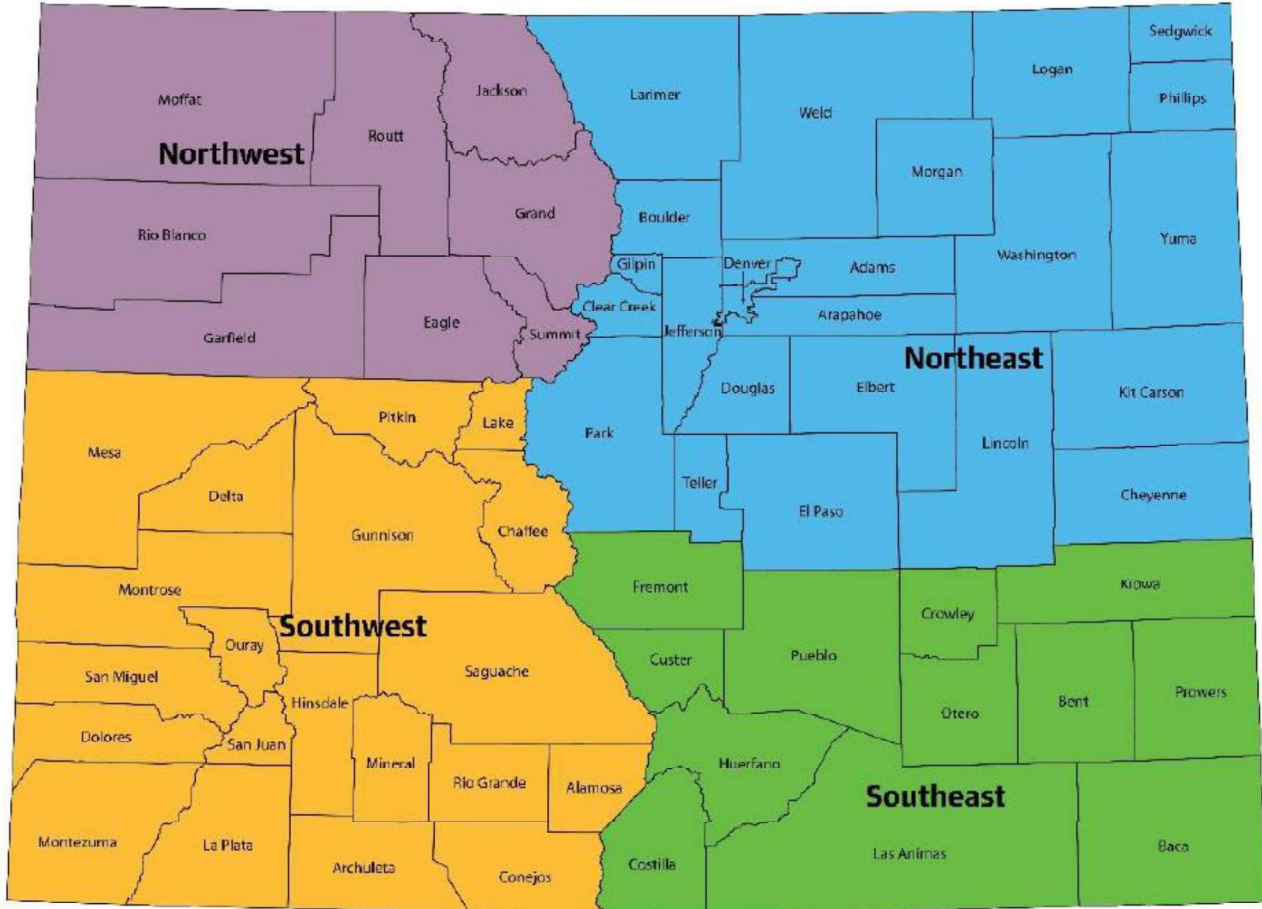 Moffat
Jackson
Routt
Northwest
Grand
Rio Blanco
Eagle
Summit
Garfield
Larimer
Weld
Logan
Sedgwick
Phillips
Morgan
Boulder
Yuma
Washington
Gilpin
Denver
Adams
Clear Creek
Arapahoe
Jefferson
Northeast
Douglas
Elbert
Kit Carson
Park
Lincoln
Teller
Cheyenne
El Paso
Pitkin
Lake
Mesa
Delta
Chaffee
Gunnison
Montrose
Southwest
Ouray
Saguache
San Miguel
Hinsdale
Dolores
San Juan
Mineral
Rio Grande
Alamosa
Montezuma
La Plata
Archuleta
Conejos
Fremont
Kiowa
Crowley
Custer
Pueblo
Prowers
Bent
Otero
Huerfano
Southeast
Las Animas
Costilla
Baca